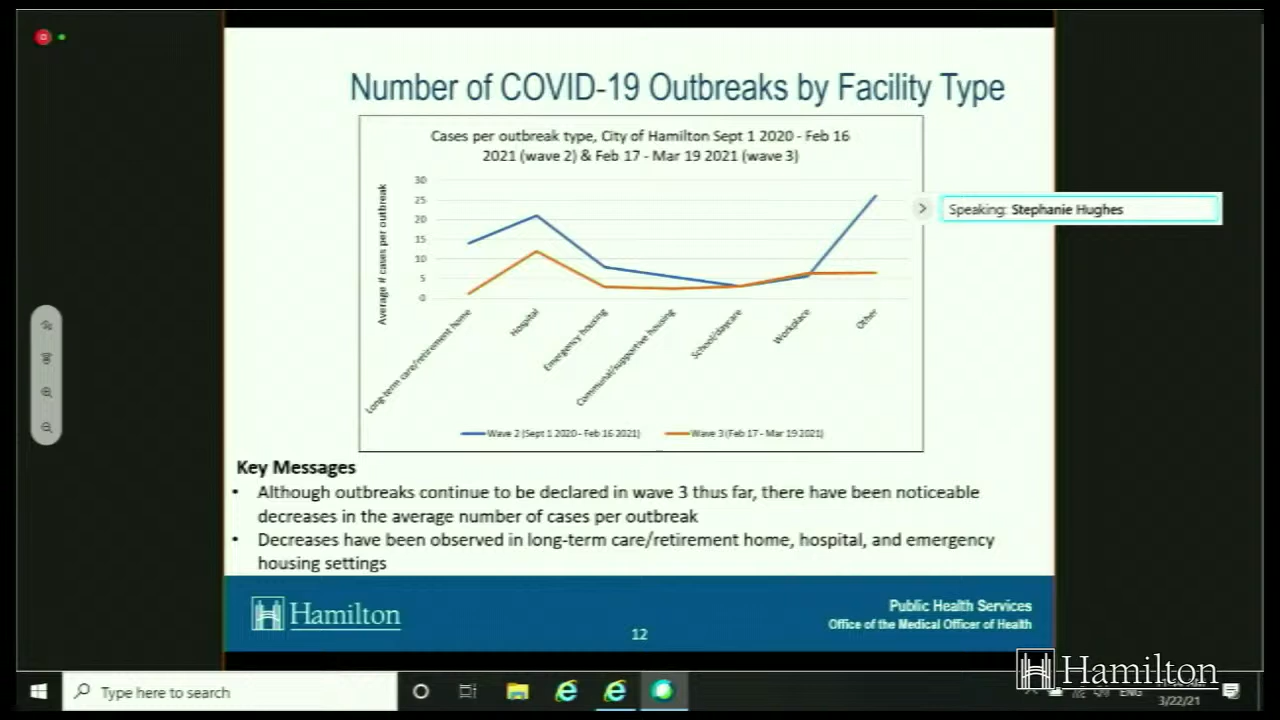 Number of COVID-19 Outbreaks by Facility Type
Cases per outbreak type, City of Hamilton Sept 1 2020 - Feb 16
2021 (wave 2) & Feb 17 - Mar 19 2021 (wave 3)
Average # cases per outbreak
30
25
20
15
10
5
0
Long-term care/retirement home
Hospital
Emergency housing
Communal/supportive housing
School/daycare
Workplace
Other
Wave 2 (Sept 1 2020 - Feb 16 2021)
Wave 3 (Feb 17 - Mar 19 2021)
Speaking: Stephanie Hughes
Key Messages
• Although outbreaks continue to be declared in wave 3 thus far, there have been noticeable
decreases in the average number of cases per outbreak
• Decreases have been observed in long-term care/retirement home, hospital, and emergency
housing settings
Hamilton
12
Public Health Services
Office of the Medical Officer of Health
Hamilton
Type here to search
ENG
3/22/21